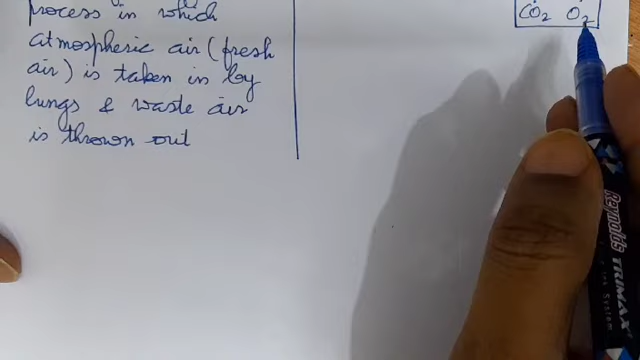 process in which
atmospheric air (fresh
air) is taken in by
lungs & waste air
is thrown out
CO2 O2
Reynolds TRIMAX